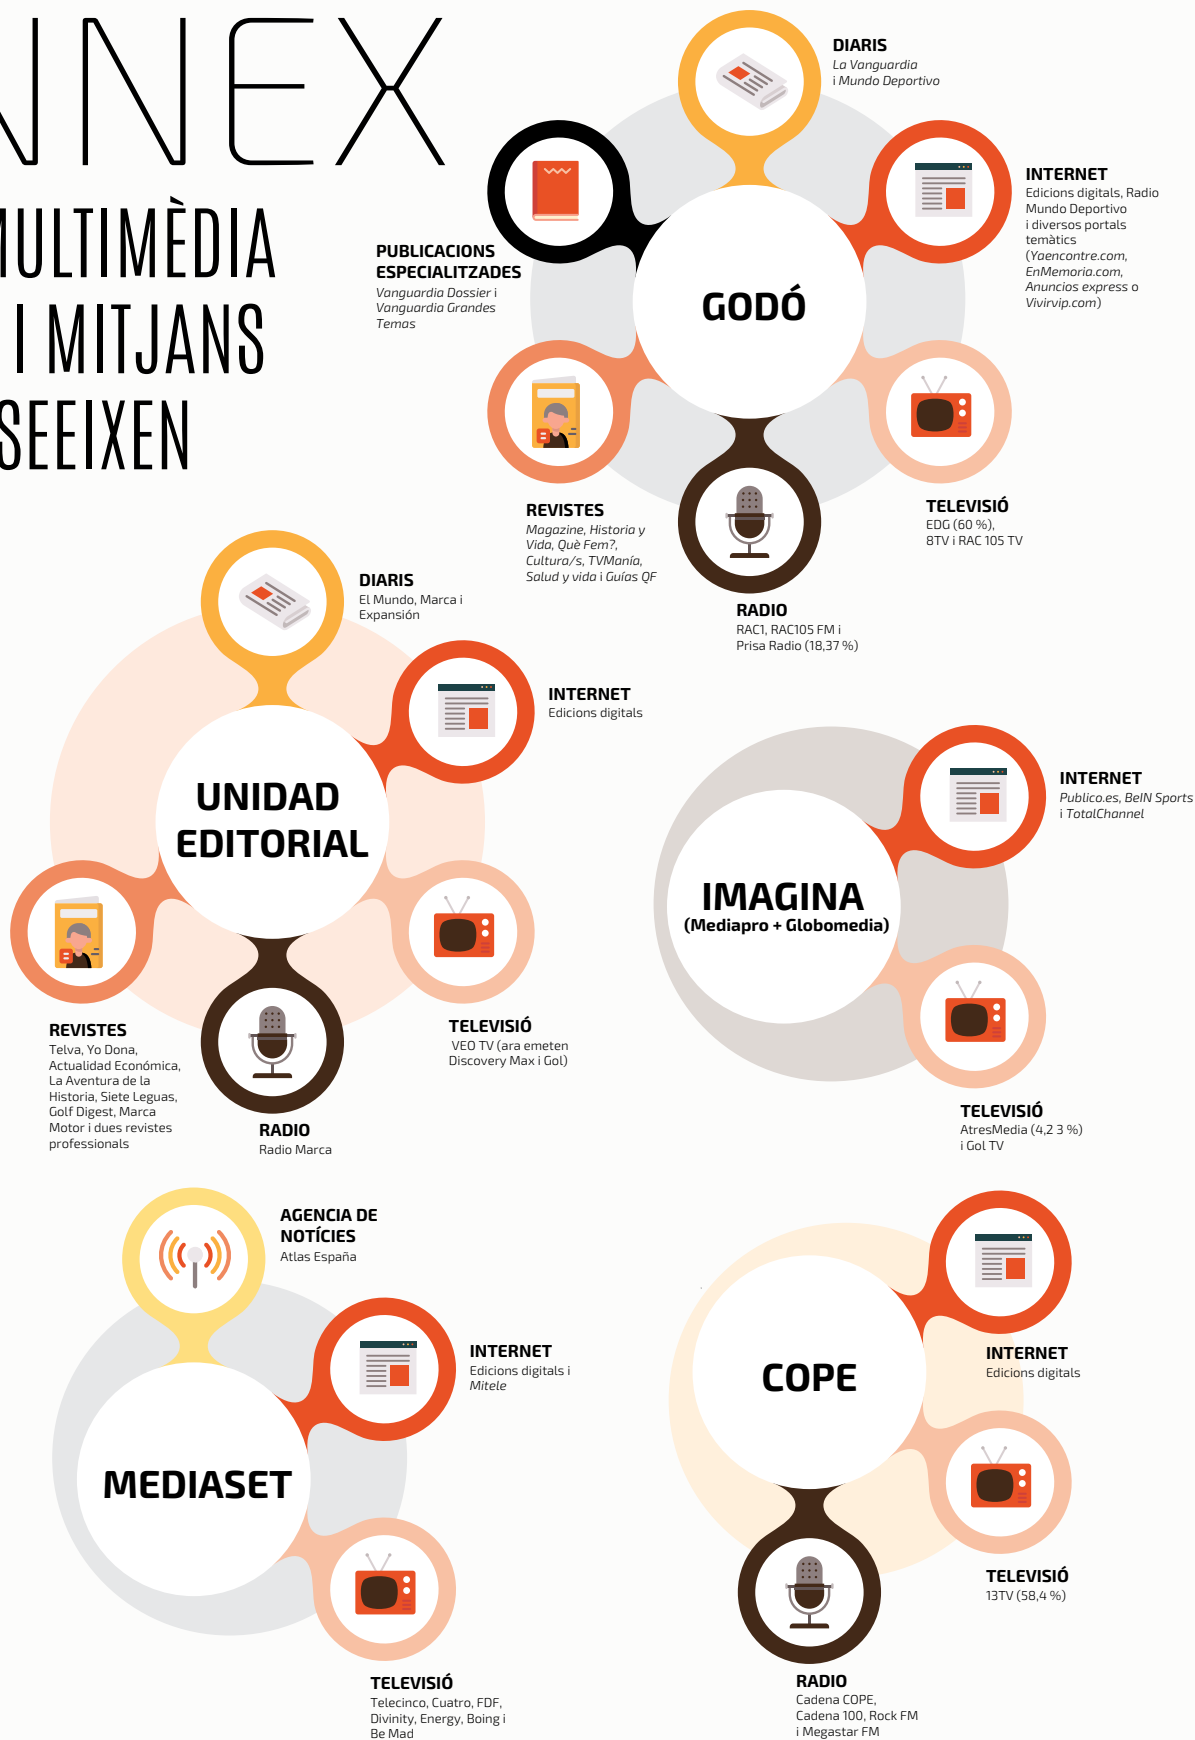 NNEX
MULTIMÈDIA
I MITJANS
SEEIXEN
DIARIS
La Vanguardia
i Mundo Deportivo
INTERNET
Edicions digitals, Radio
Mundo Deportivo
i diversos portals
temàtics
(Yaencontre.com,
EnMemoria.com,
Anuncios express o
Vivirvip.com)
PUBLICACIONS
ESPECIALITZADES
Vanguardia Dossier i
Vanguardia Grandes
Temas
GODÓ
REVISTES
Magazine, Historia y
Vida, Què Fem?,
Cultura/s, TVManía,
Salud y vida i Guías QF
TELEVISIÓ
EDG (60 %),
8TV i RAC 105 TV
RADIO
RAC1, RAC105 FM i
Prisa Radio (18,37 %)
DIARIS
El Mundo, Marca i
Expansión
INTERNET
Edicions digitals
UNIDAD
EDITORIAL
REVISTES
Telva, Yo Dona,
Actualidad Económica,
La Aventura de la
Historia, Siete Leguas,
Golf Digest, Marca
Motor i dues revistes
professionals
TELEVISIÓ
VEO TV (ara emeten
Discovery Max i Gol)
RADIO
Radio Marca
INTERNET
Publico.es, BeIN Sports
i TotalChannel
IMAGINA
(Mediapro + Globomedia)
TELEVISIÓ
AtresMedia (4,2 3 %)
i Gol TV
AGENCIA DE
NOTÍCIES
Atlas España
INTERNET
Edicions digitals i
Mitele
MEDIASET
TELEVISIÓ
Telecinco, Cuatro, FDF,
Divinity, Energy, Boing i
Be Mad
INTERNET
Edicions digitals
COPE
TELEVISIÓ
13TV (58,4 %)
RADIO
Cadena COPE,
Cadena 100, Rock FM
i Megastar FM